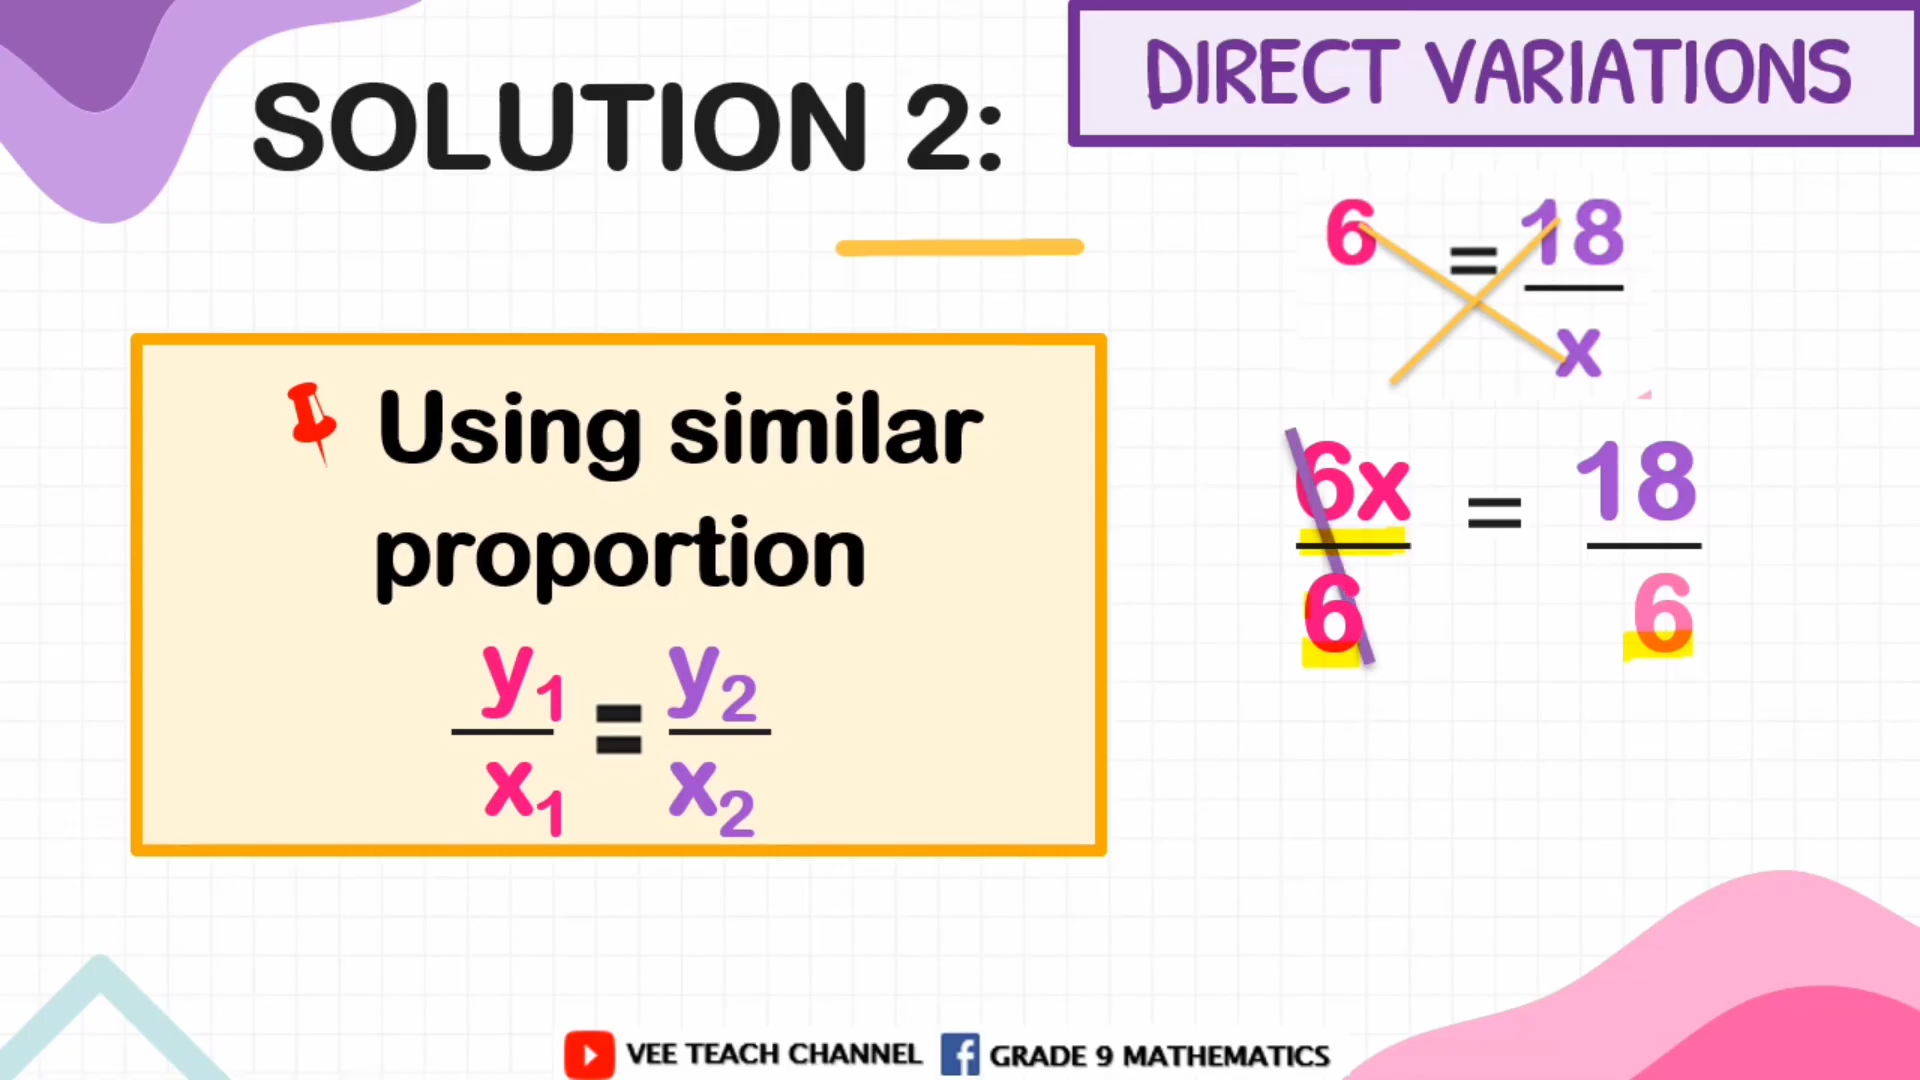 DIRECT VARIATIONS
SOLUTION 2:
6 = 18
x
Using similar
proportion
6x = 18
6 6
y1 = y2
x1 x2
VEE TEACH CHANNEL f GRADE 9 MATHEMATICS